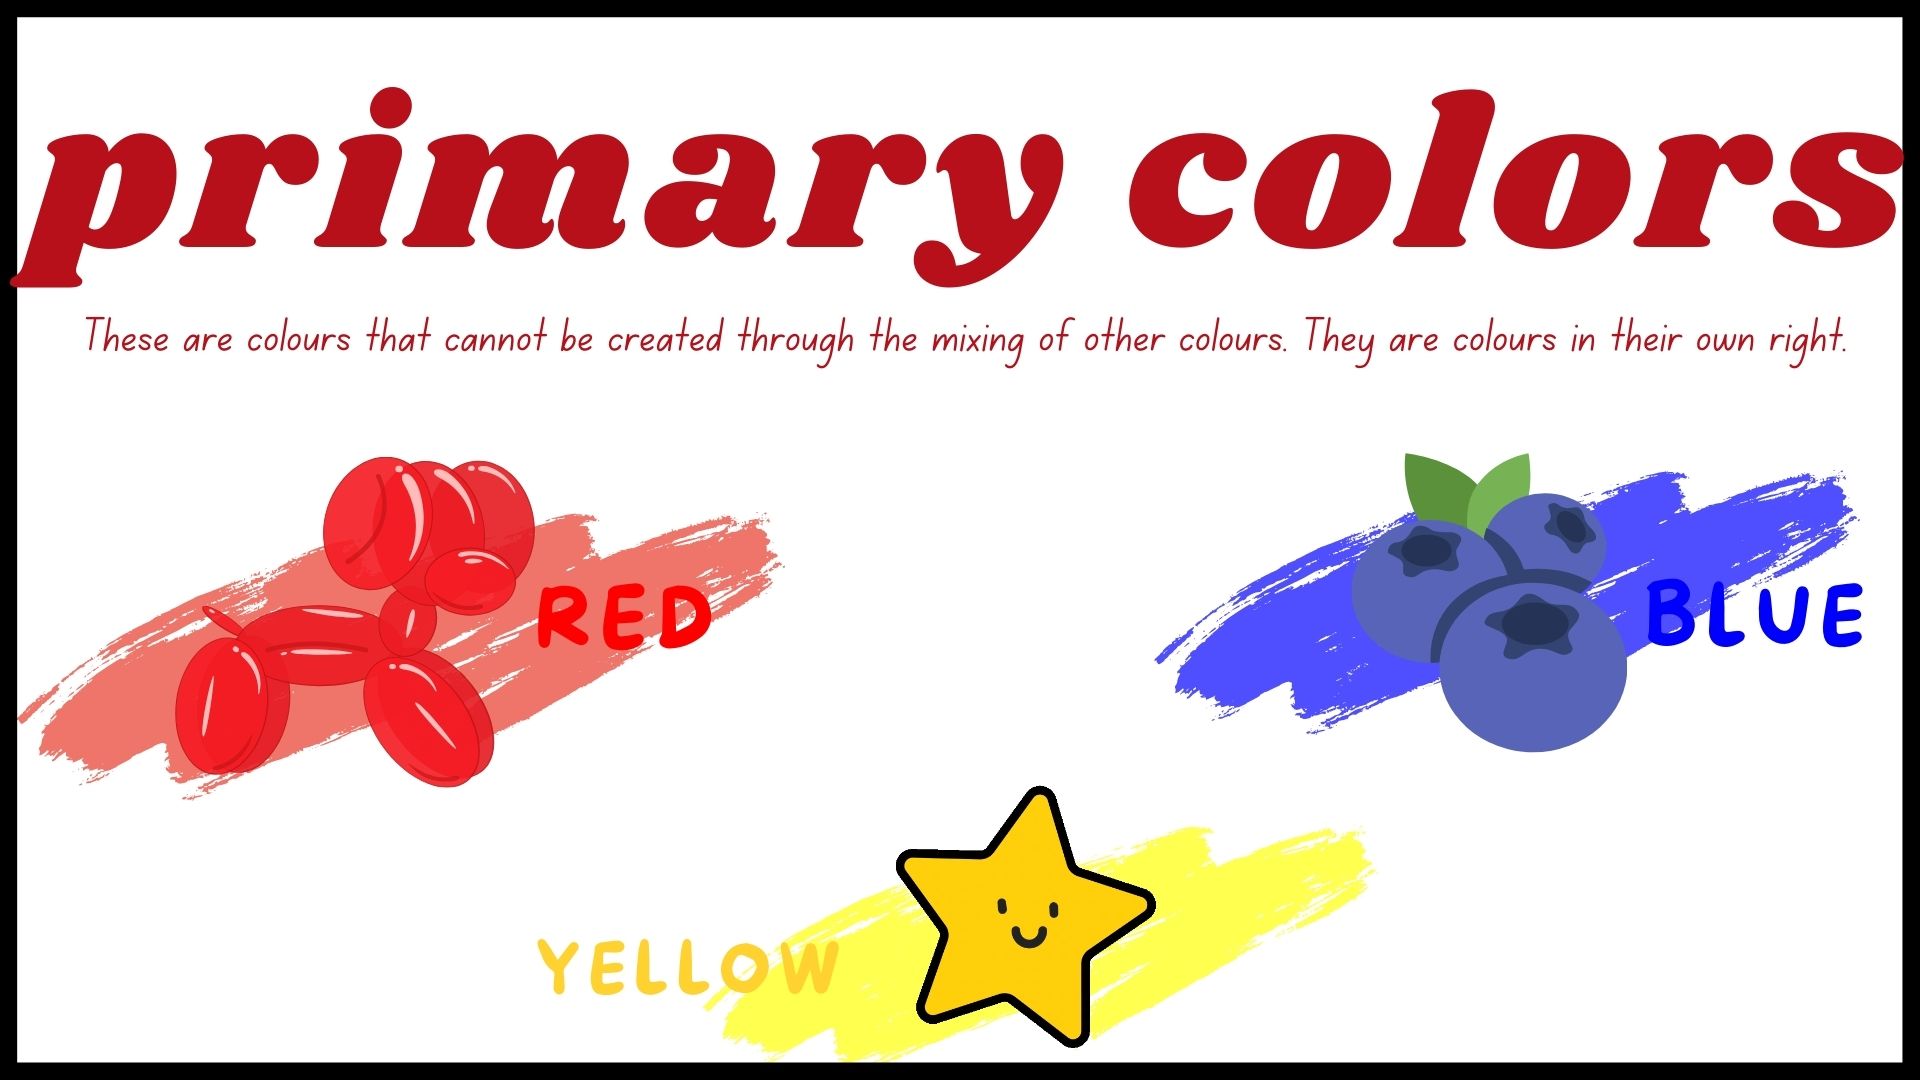 primary colors
These are colours that cannot be created through the mixing of other colours. They are colours in their own right.
RED
BLUE
YELLOW